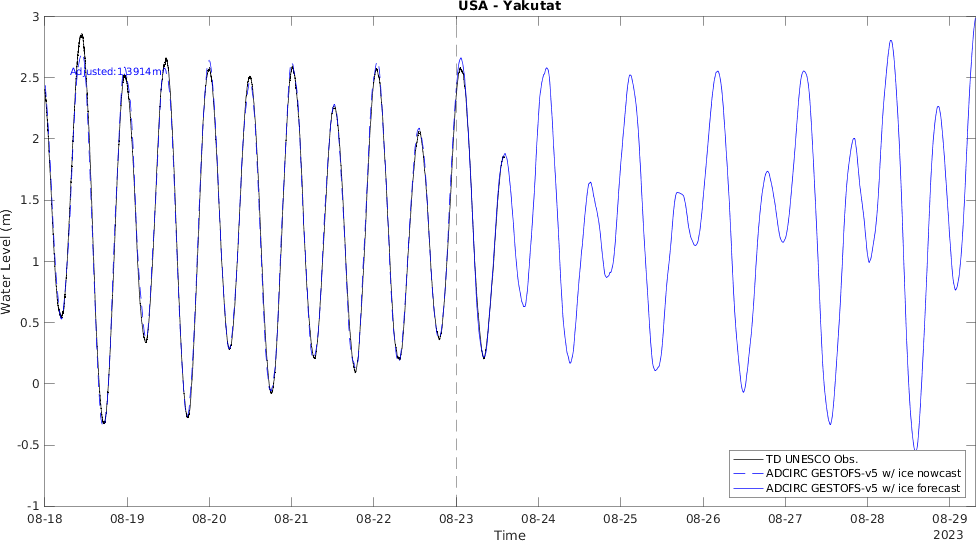 USA - Yakutat
3
Adjusted:1.3914m
2.5
2
1.5
1
0.5
0
-0.5
-1
Water Level (m)
TD UNESCO Obs.
ADCIRC GESTOFS-v5 w/ ice nowcast
ADCIRC GESTOFS-v5 w/ ice forecast
08-18 08-19 08-20 08-21 08-22 08-23 08-24 08-25 08-26 08-27 08-28 08-29
Time
2023